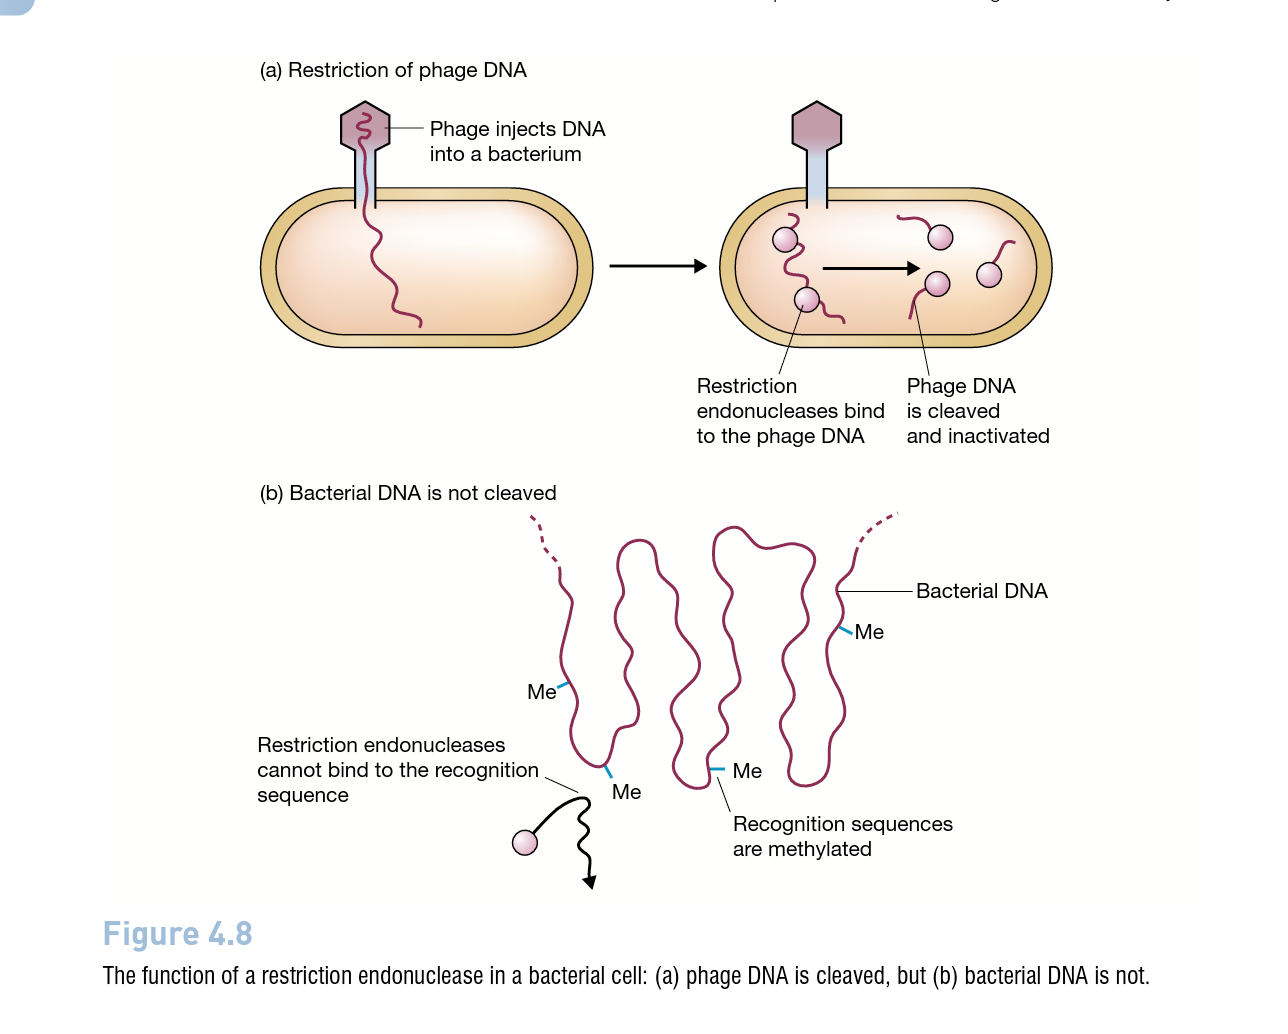 (a) Restriction of phage DNA
Phage injects DNA
into a bacterium
Restriction
endonucleases bind
to the phage DNA
Phage DNA
is cleaved
and inactivated
(b) Bacterial DNA is not cleaved
Bacterial DNA
Me
Me
Restriction endonucleases
cannot bind to the recognition
sequence
Me
Me
Recognition sequences
are methylated
Figure 4.8
The function of a restriction endonuclease in a bacterial cell: (a) phage DNA is cleaved, but (b) bacterial DNA is not.